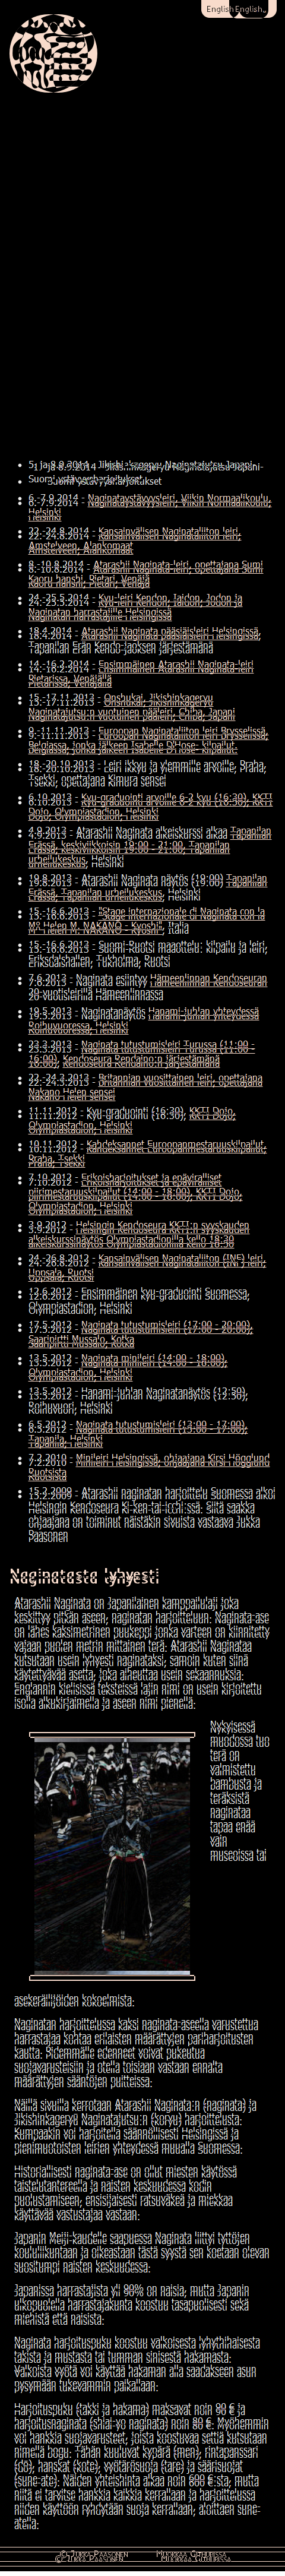 English
5. ja 8.9.2014 - Jikishinkageryu Naginatajutsu Japani-
Suomi ystävyysharjoitukset
6.-7.9.2014 - Naginataystävyysleiri, Viikin Normaalikoulu,
Helsinki
22.-24.8.2014 - Kansainvälisen Naginataliiton leiri,
Amstelveen, Alankomaat
8.-10.8.2014 - Atarashii Naginata-leiri, opettajana Sumi
Kaoru hanshi, Pietari, Venäjä
24.-25.5.2014 - Kyu-leiri Kendon, Iaidon, Jodon ja
Naginatan harrastajille Helsingissä
18.4.2014 - Atarashii Naginata pääsiäisleiri Helsingissä,
Tapanilan Erän Kendo-jaoksen järjestämänä
14.-16.2.2014 - Ensimmäinen Atarashii Naginata-leiri
Pietarissa, Venäjällä
15.-17.11.2013 - Onshukai, Jikishinkageryu
Naginatajutsu:n vuotuinen pääleiri, Chiba, Japani
9.-11.11.2013 - Euroopan Naginataliiton leiri Brysselissä,
Belgiassa, jonka jälkeen Isabelle D'Hose- kilpailut.
18.-20.10.2013 - Leiri ikkyu ja ylemmille arvoille, Praha,
Tsekki, opettajana Kimura sensei
6.10.2013 - Kyu-graduointi arvoille 6-2 kyu (16:30), KKTI
Dojo, Olympiastadion, Helsinki
4.9.2013 - Atarashii Naginata alkeiskurssi alkaa Tapanilan
Erässä, keskiviikkoisin 19:00 - 21:00, Tapanilan
urheilukeskus, Helsinki
19.8.2013 - Atarashii Naginata näytös (19:00) Tapanilan
Erässä, Tapanilan urheilukeskus, Helsinki
15.-16.6.2013 - "Stage internazionale di Naginata con la
M° Helen M. NAKANO - Kyoshi", Italia
15.-16.6.2013 - Suomi-Ruotsi maaottelu: kilpailu ja leiri,
Eriksdalshallen, Tukholma, Ruotsi
7.6.2013 - Naginata esiintyy Hämeenlinnan Kendoseuran
20-vuotisleirillä Hämeenlinnassa
19.5.2013 - Naginatanäytös Hanami-juhlan yhteydessä
Roihuvuoressa, Helsinki
23.3.2013 - Naginata tutustumisleiri Turussa (11:00 -
16:00), Kendoseura Rendaino:n järjestämänä
22.-24.3.2013 - Britannian vuosittainen leiri, opettajana
Nakano Helen sensei
11.11.2012 - Kyu-graduointi (16:30), KKTI Dojo,
Olympiastadion, Helsinki
10.11.2012 - Kahdeksannet Euroopanmestaruuskilpailut,
Praha, Tsekki
7.10.2012 - Erikoisharjoitukset ja epäviralliset
piirimestaruuskilpailut (14:00 - 18:00), KKTI Dojo,
Olympiastadion, Helsinki
3.9.2012 - Helsingin Kendoseura KKI:n syyskauden
alkeiskurssinäytös Olympiastadionilla kello 18:30
24.-26.8.2012 - Kansainvälisen Naginataliiton (INF) leiri,
Uppsala, Ruotsi
12.6.2012 - Ensimmäinen kyu-graduointi Suomessa,
Olympiastadion, Helsinki
17.5.2012 - Naginata tutustumisleiri (17:00 - 20:00),
Saaripirtti Mussalo, Kotka
13.5.2012 - Naginata minileiri (14:00 - 18:00),
Olympiastadion, Helsinki
13.5.2012 - Hanami-juhlan Naginatanäytös (12:50),
Roihuvuori, Helsinki
6.5.2012 - Naginata tutustumisleiri (13:00 - 17:00),
Tapanila, Helsinki
7.2.2010 - Minileiri Helsingissä, ohjaajana Kirsi Högglund
Ruotsista
15.2.2009 - Atarashii naginatan harjoittelu Suomessa alkoi
Helsingin Kendoseura Ki-ken-tai-icchi:ssä. Siitä saakka
ohjaajana on toiminut näistäkin sivuista vastaava Jukka
Paasonen
Naginatasta lyhyesti
Atarashii Naginata on Japanilainen kamppailulaji joka
keskittyy pitkän aseen, naginatan harjoitteluun. Naginata-ase
on lähes kaksimetrinen puukeppi jonka varteen on kiinnitetty
vajaan puolen metrin mittainen terä. Atarashii Naginataa
kutsutaan usein lyhyesti naginataksi, samoin kuten siinä
käytettyävää asetta, joka aiheuttaa usein sekaannuksia.
Englannin kielisissä teksteissä lajin nimi on usein kirjoitettu
isolla alkukirjaimella ja aseen nimi pienellä.
Nykyisessä
muodossa tuo
terä on
valmistettu
bambusta ja
teräksistä
naginataa
tapaa enää
vain
museoissa tai
asekeräilijöiden kokoelmista.
Naginatan harjoittelussa kaksi naginata-aseella varustettua
harrastajaa kohtaa erilaisten määrättyjen pariharjoitusten
kautta. Pidemmälle edenneet voivat pukeutua
suojavarusteisiin ja otella toisiaan vastaan ennalta
määrättyjen sääntöjen puitteissa.
Näillä sivuilla kerrotaan Atarashii Naginata:n (naginata) ja
Jikishinkageryū Naginatajutsu:n (koryu) harjoittelusta.
Kumpaakin voi harjoitella säännöllisesti Helsingissä ja
pienimuotoisten leirien yhteydessä muualla Suomessa.
Historiallisesti naginata-ase on ollut miesten käytössä
taistelutantereella ja naisten keskuudessa kodin
puolustamiseen, ensisijaisesti ratsuväkeä ja miekkaa
käyttävää vastustajaa vastaan.
Japanin Meiji-kaudelle saapuessa Naginata liittyi tyttöjen
koululiikuntaan ja oikeastaan tästä syystä sen koetaan olevan
suositumpi naisten keskuudessa.
Japanissa harrastajista yli 90% on naisia, mutta Japanin
ulkopuolella harrastajakunta koostuu tasapuolisesti sekä
miehistä että naisista.
Naginata harjoituspuku koostuu valkoisesta lyhythihaisesta
takista ja mustasta tai tumman sinisestä hakamasta.
Valkoista vyötä voi käyttää hakaman alla saadakseen asun
pysymään tukevammin paikallaan.
Harjoituspuku (takki ja hakama) maksavat noin 90 € ja
harjoitusnaginata (shiai-yo naginata) noin 80 €. Myöhemmin
voi hankkia suojavarusteet, joista koostuvaa settiä kutsutaan
nimellä bogu. Tähän kuuluvat kypärä (men), rintapanssari
(dō), hanskat (kote), vyötärösuoja (tare) ja säärisuojat
(sune-ate). Näiden yhteishinta alkaa noin 600 €:sta, mutta
niitä ei tarvitse hankkia kaikkia kerrallaan ja harjoittelussa
niiden käyttöön ryhdytään suoja kerrallaan, aloittaen sune-
atella.
© Jukka Paasonen
Muokkaa Githubissa